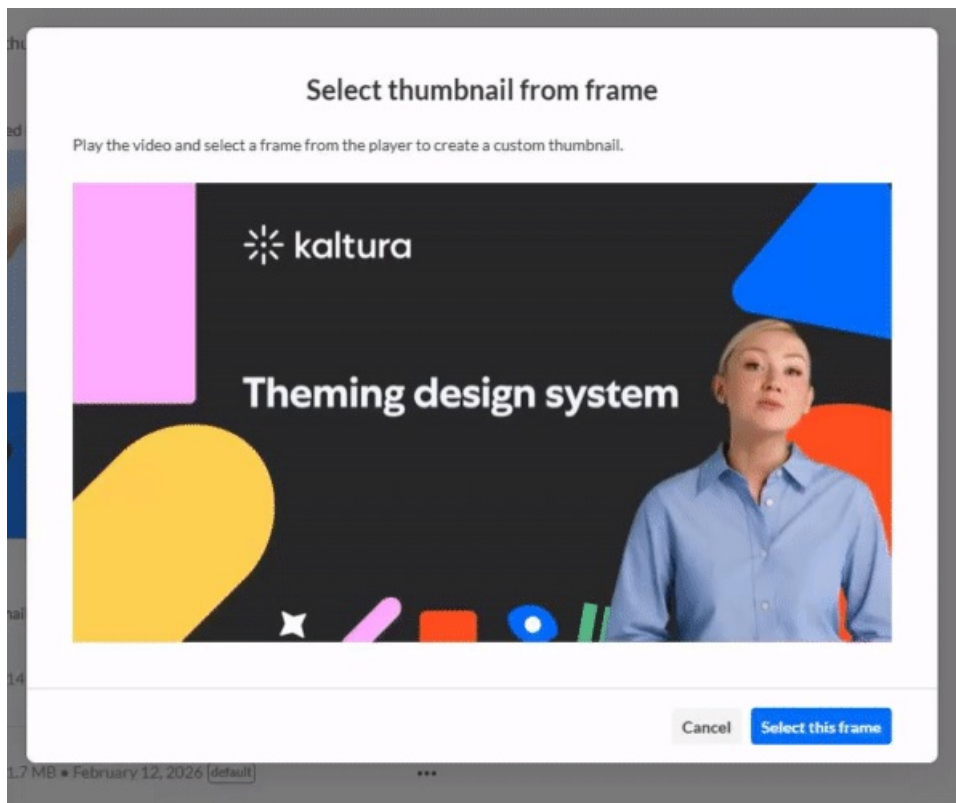 Select thumbnail from frame
Play the video and select a frame from the player to create a custom thumbnail.
kaltura
Theming design system
14
Cancel
Select this frame
1.7 MB • February 12, 2026 default